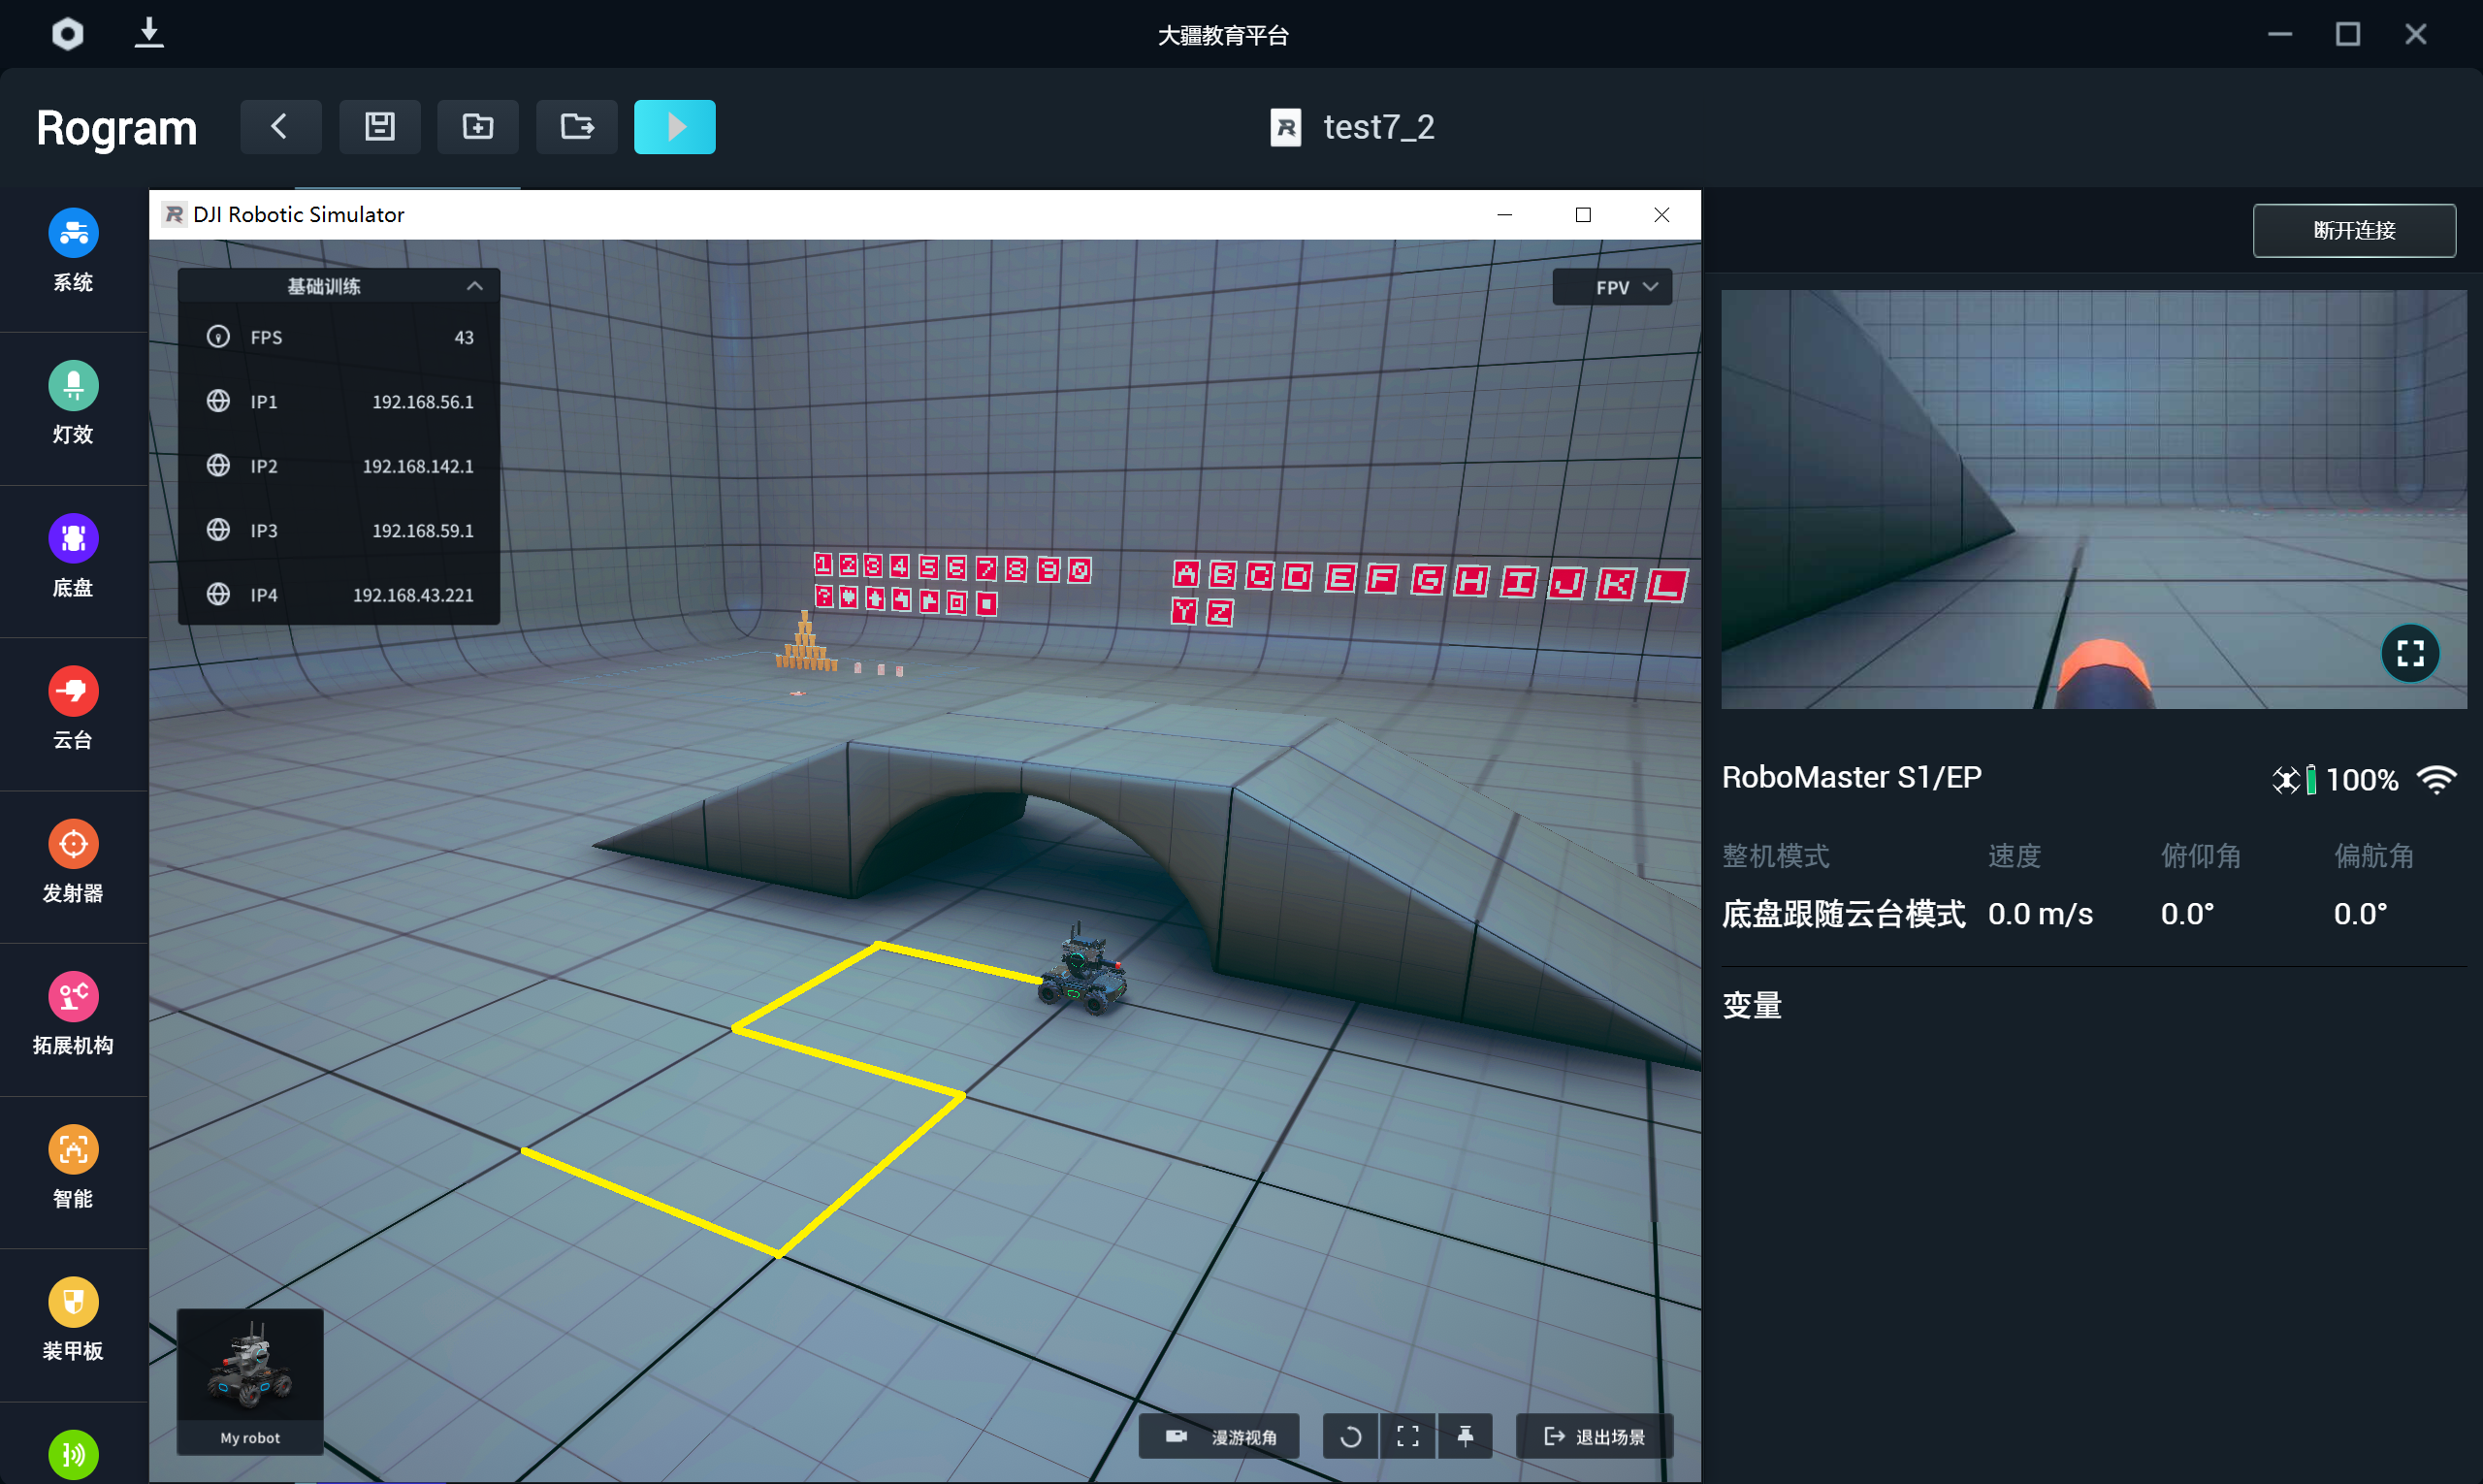 大疆教育平台
Rogram
test7_2
DJI Robotic Simulator
断开连接
系统
灯效
底盘
云台
发射器
拓展机构
智能
装甲板
基础训练
FPS 43
IP1 192.168.56.1
IP2 192.168.142.1
IP3 192.168.59.1
IP4 192.168.43.221
FPV
1 2 3 4 5 6 7 8 9 0
?
A B C D E F G H I J K L
Y Z
My robot
漫游视角
退出场景
RoboMaster S1/EP
100%
整机模式 速度 俯仰角 偏航角
底盘跟随云台模式 0.0 m/s 0.0° 0.0°
变量